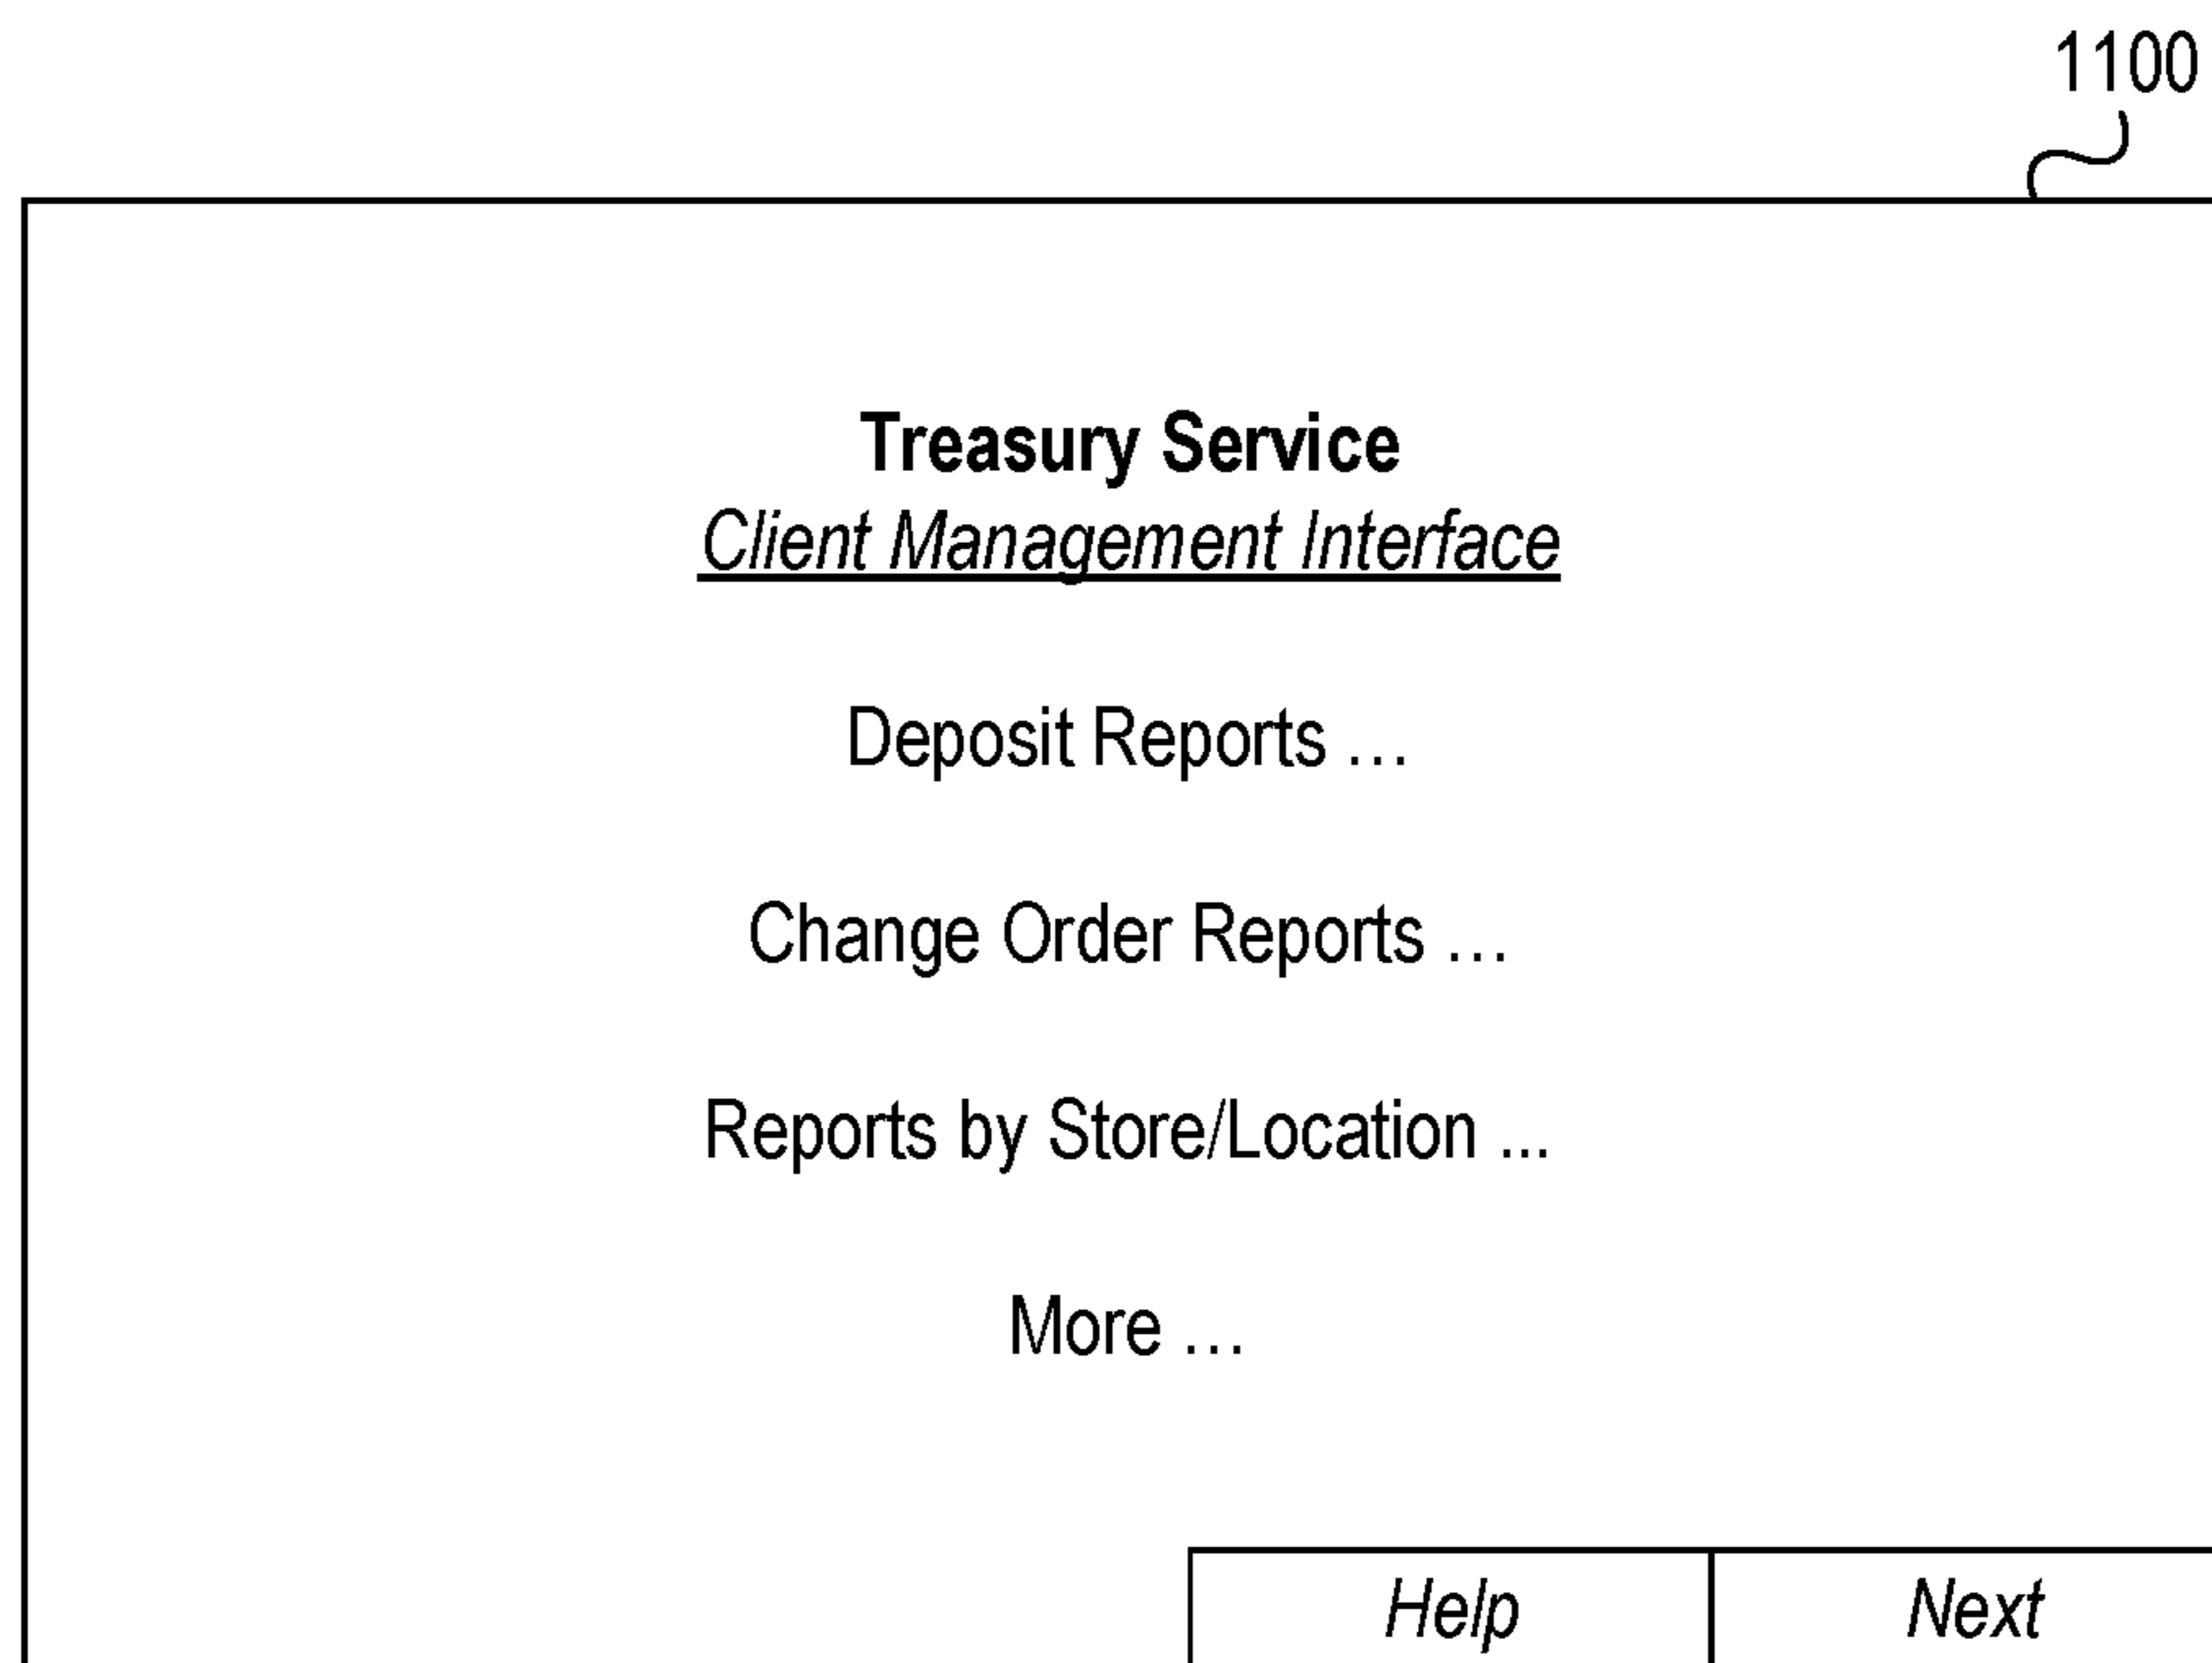 1100
Treasury Service
Client Management Interface
Deposit Reports …
Change Order Reports …
Reports by Store/Location ...
More …
Help Next